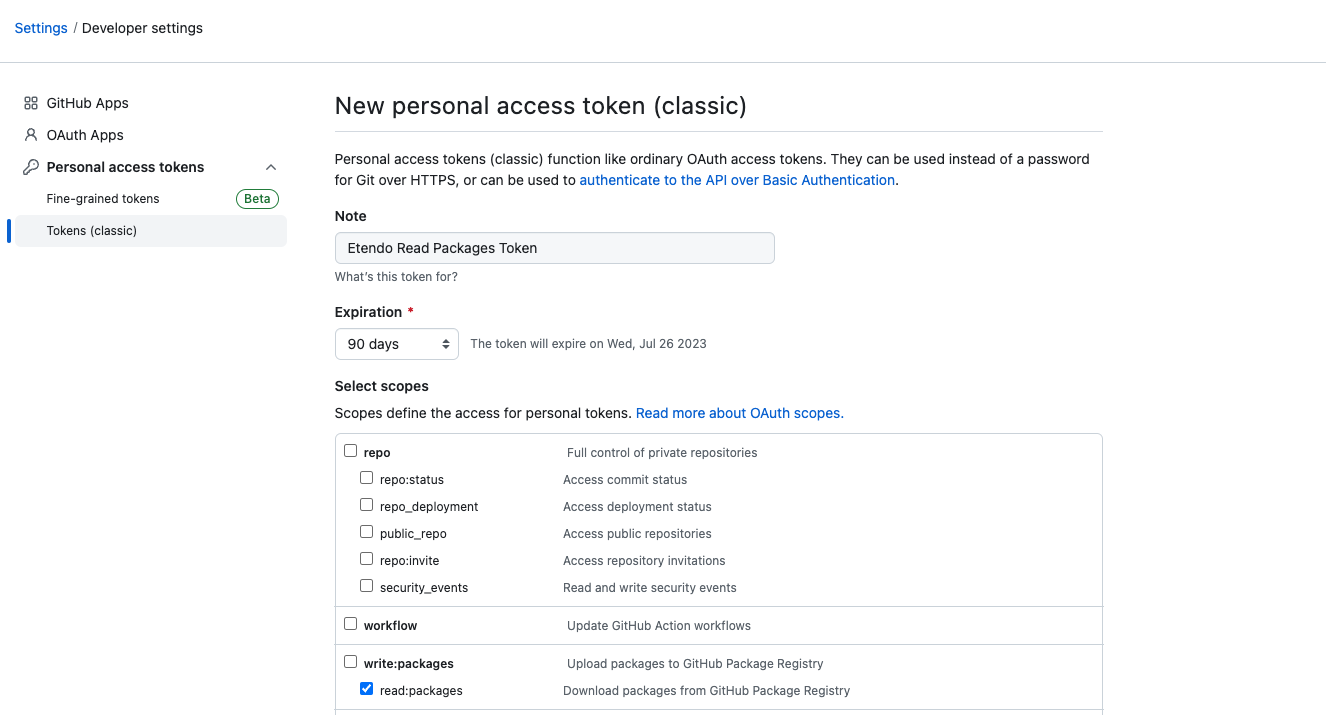 Settings / Developer settings
GitHub Apps
OAuth Apps
Personal access tokens
Fine-grained tokens Beta
Tokens (classic)
New personal access token (classic)
Personal access tokens (classic) function like ordinary OAuth access tokens. They can be used instead of a password
for Git over HTTPS, or can be used to authenticate to the API over Basic Authentication.
Note
Etendo Read Packages Token
What's this token for?
Expiration *
90 days The token will expire on Wed, Jul 26 2023
Select scopes
Scopes define the access for personal tokens. Read more about OAuth scopes.
repo Full control of private repositories
repo:status Access commit status
repo_deployment Access deployment status
public_repo Access public repositories
repo:invite Access repository invitations
security_events Read and write security events
workflow Update GitHub Action workflows
write:packages Upload packages to GitHub Package Registry
read:packages Download packages from GitHub Package Registry